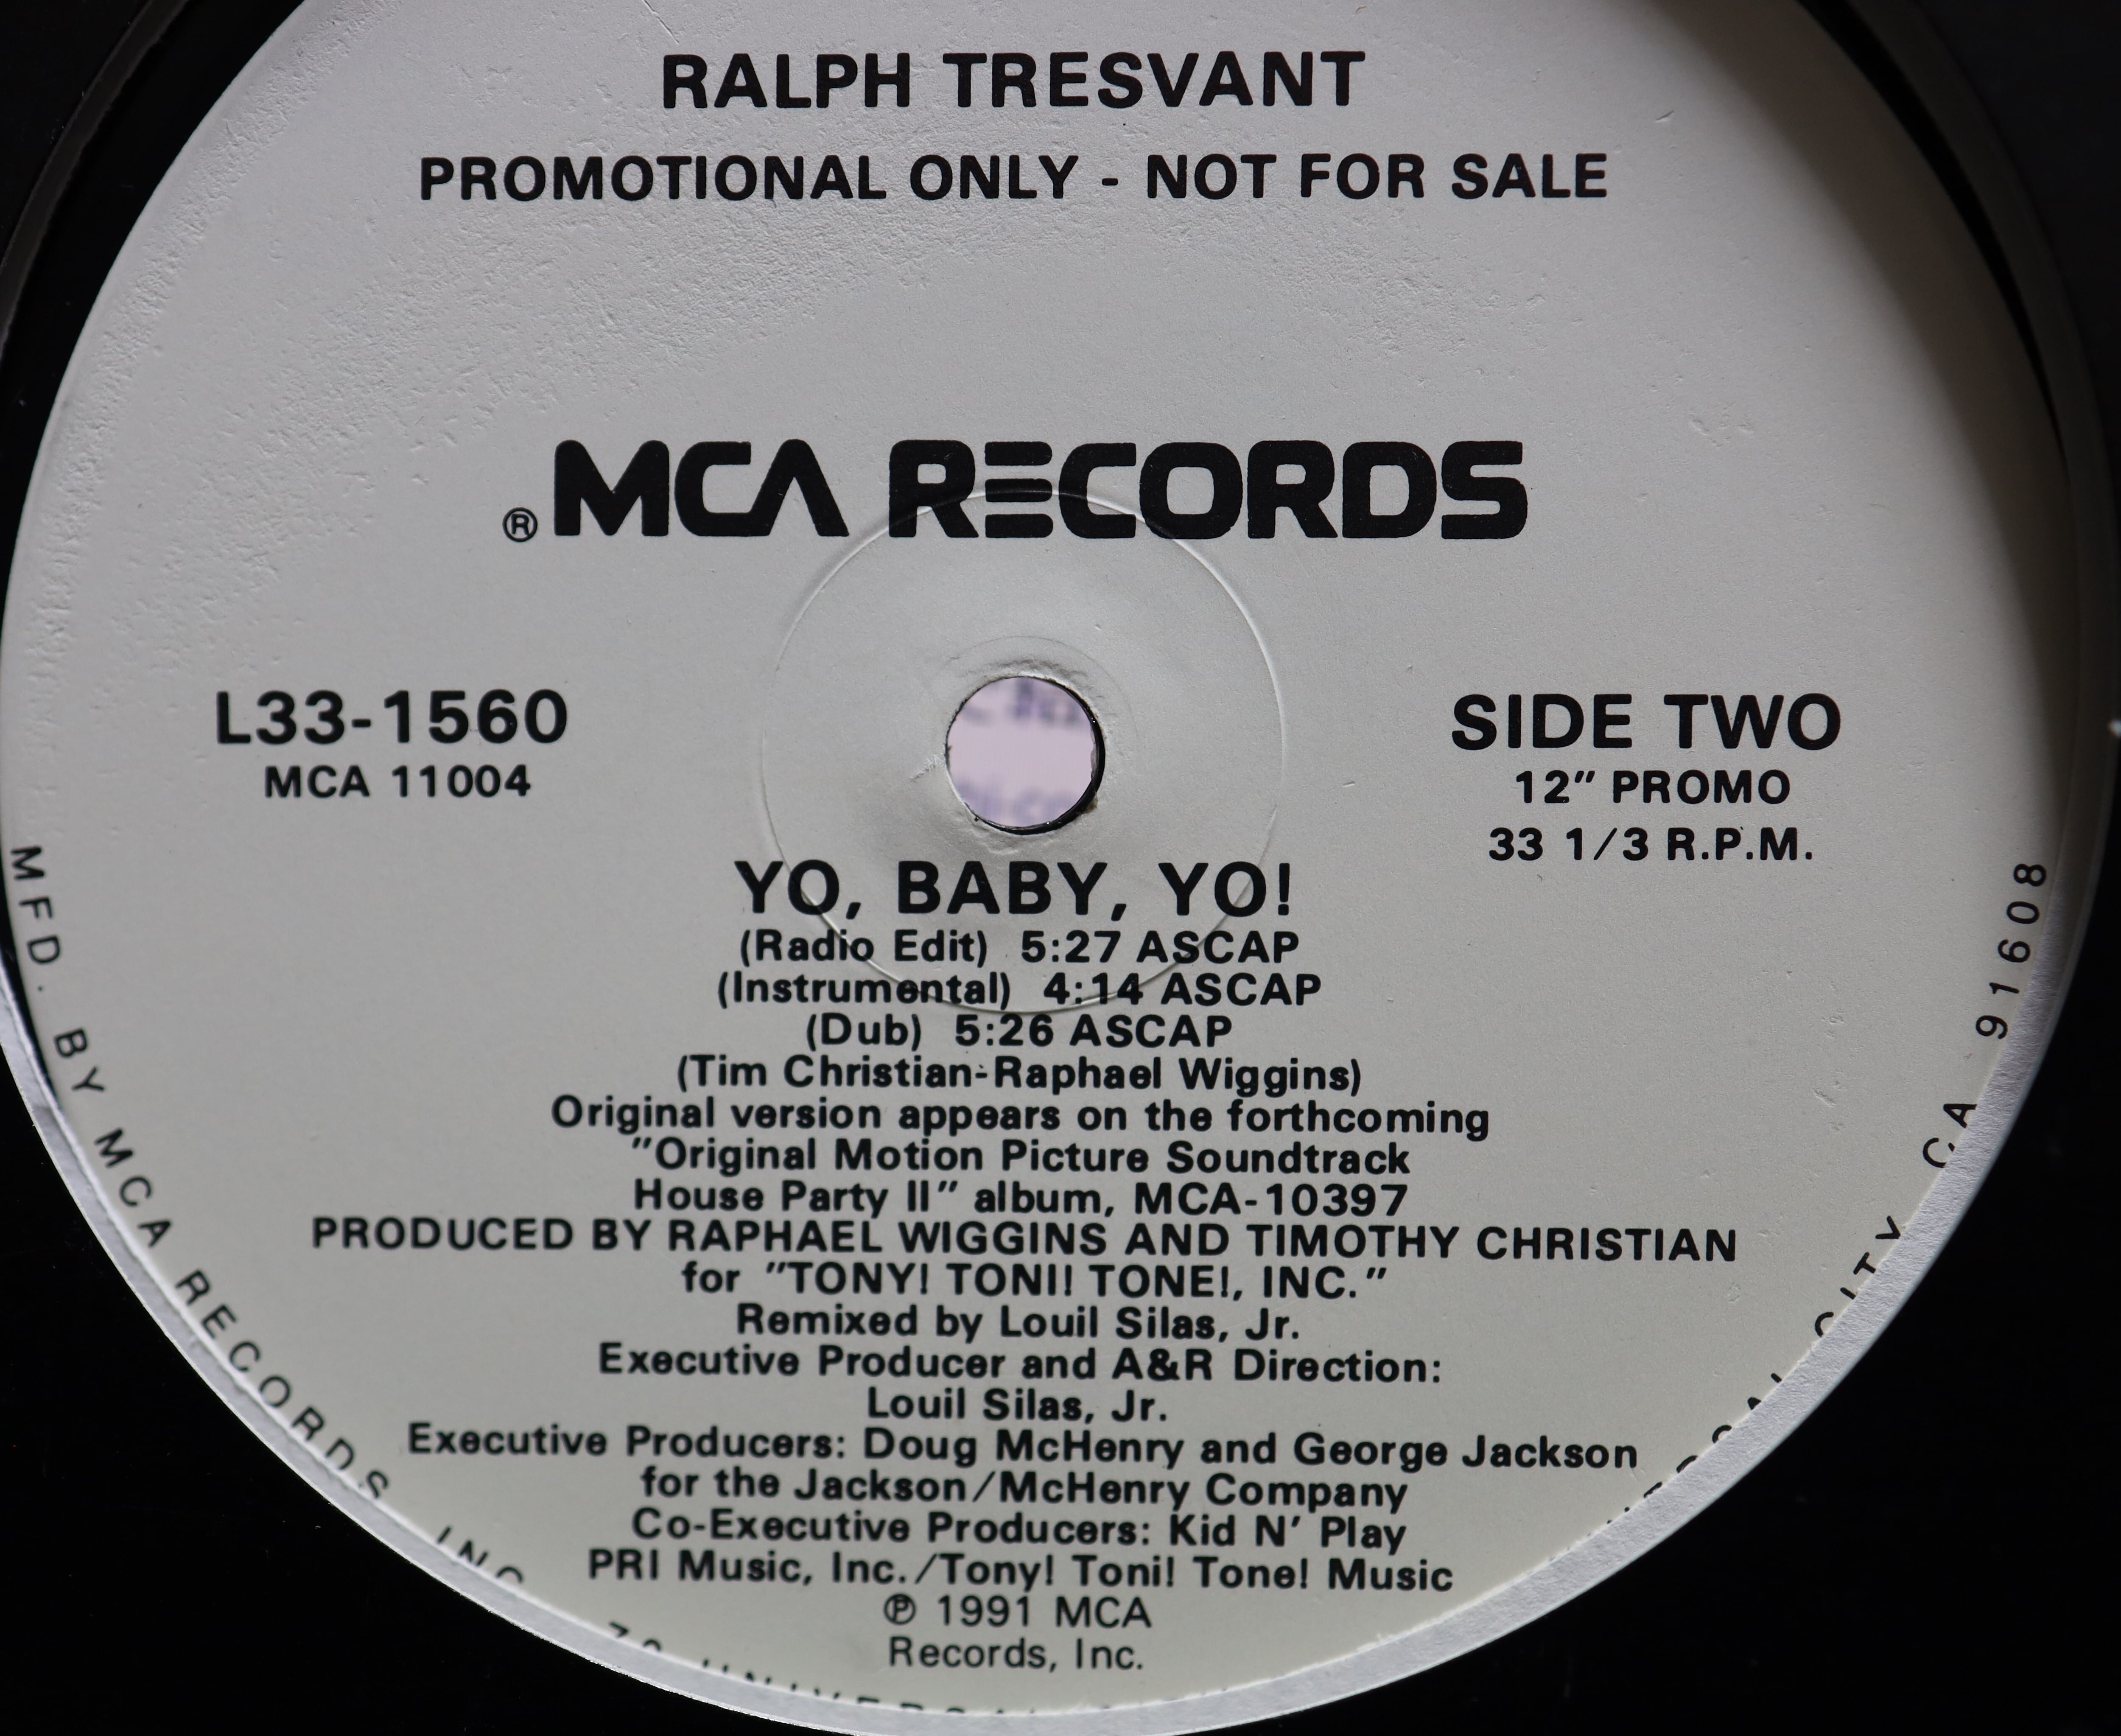 RALPH TRESVANT
PROMOTIONAL ONLY - NOT FOR SALE
® MCA RECORDS
L33-1560
MCA 11004
SIDE TWO
12" PROMO
33 1/3 R.P.M.
YO, BABY, YO!
(Radio Edit) 5:27 ASCAP
(Instrumental) 4:14 ASCAP
(Dub) 5:26 ASCAP
(Tim Christian-Raphael Wiggins)
Original version appears on the forthcoming
"Original Motion Picture Soundtrack
House Party II" album, MCA-10397
PRODUCED BY RAPHAEL WIGGINS AND TIMOTHY CHRISTIAN
for "TONY! TONI! TONE!, INC."
Remixed by Louil Silas, Jr.
Executive Producer and A&R Direction:
Louil Silas, Jr.
Executive Producers: Doug McHenry and George Jackson
for the Jackson/McHenry Company
Co-Executive Producers: Kid N' Play
PRI Music, Inc./Tony! Toni! Tone! Music
℗ 1991 MCA
Records, Inc.
MFD. BY MCA RECORDS INC CITY CA 91608